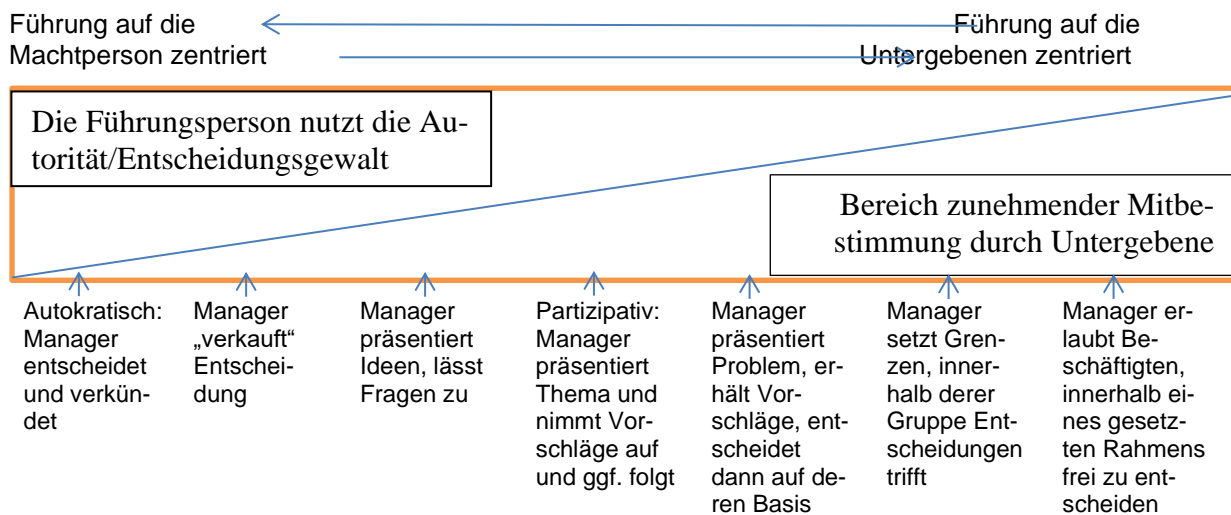 Führung auf die
Machtperson zentriert
Führung auf die
Untergebenen zentriert
Die Führungsperson nutzt die Au-
torität/Entscheidungsgewalt
Bereich zunehmender Mitbe-
stimmung durch Untergebene
Autokratisch:
Manager
entscheidet
und verkün-
det
Manager
„verkauft“
Entschei-
dung
Manager
präsentiert
Ideen, lässt
Fragen zu
Partizipativ:
Manager
präsentiert
Thema und
nimmt Vor-
schläge auf
und ggf. folgt
Manager
präsentiert
Problem, er-
hält Vor-
schläge, ent-
scheidet
dann auf de-
ren Basis
Manager
setzt Gren-
zen, inner-
halb derer
Gruppe Ent-
scheidungen
trifft
Manager er-
laubt Be-
schäftigten,
innerhalb ei-
nes gesetz-
ten Rahmens
frei zu ent-
scheiden